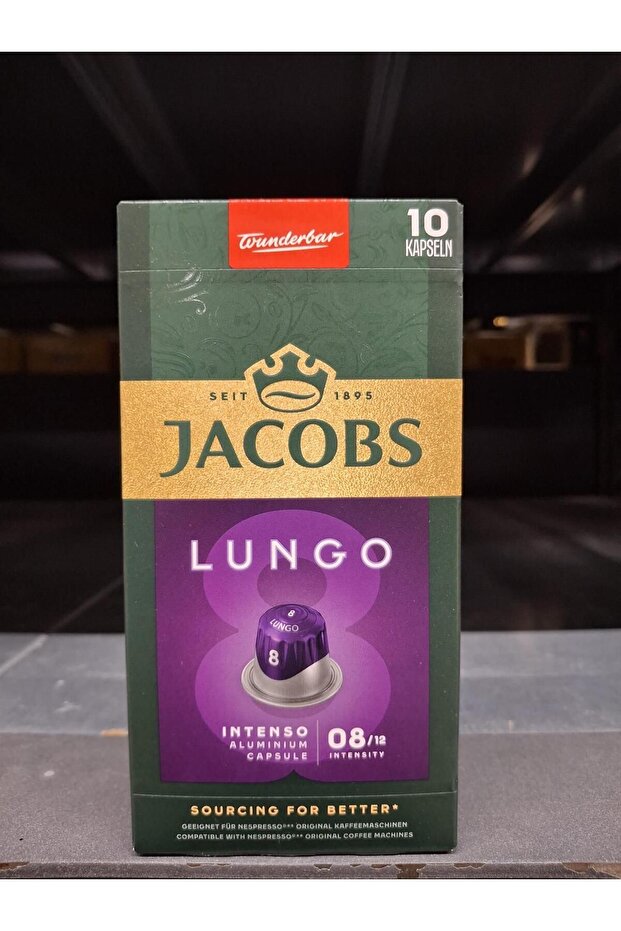 Wunderbar
10
KAPSELN
SEIT 1895
JACOBS
LUNGO
8
LUNGO
8
INTENSO
ALUMINIUM
CAPSULE
08/12
INTENSITY
SOURCING FOR BETTER*
GEEIGNET FÜR NESPRESSO®** ORIGINAL KAFFEEMASCHINEN
COMPATIBLE WITH NESPRESSO®** ORIGINAL COFFEE MACHINES